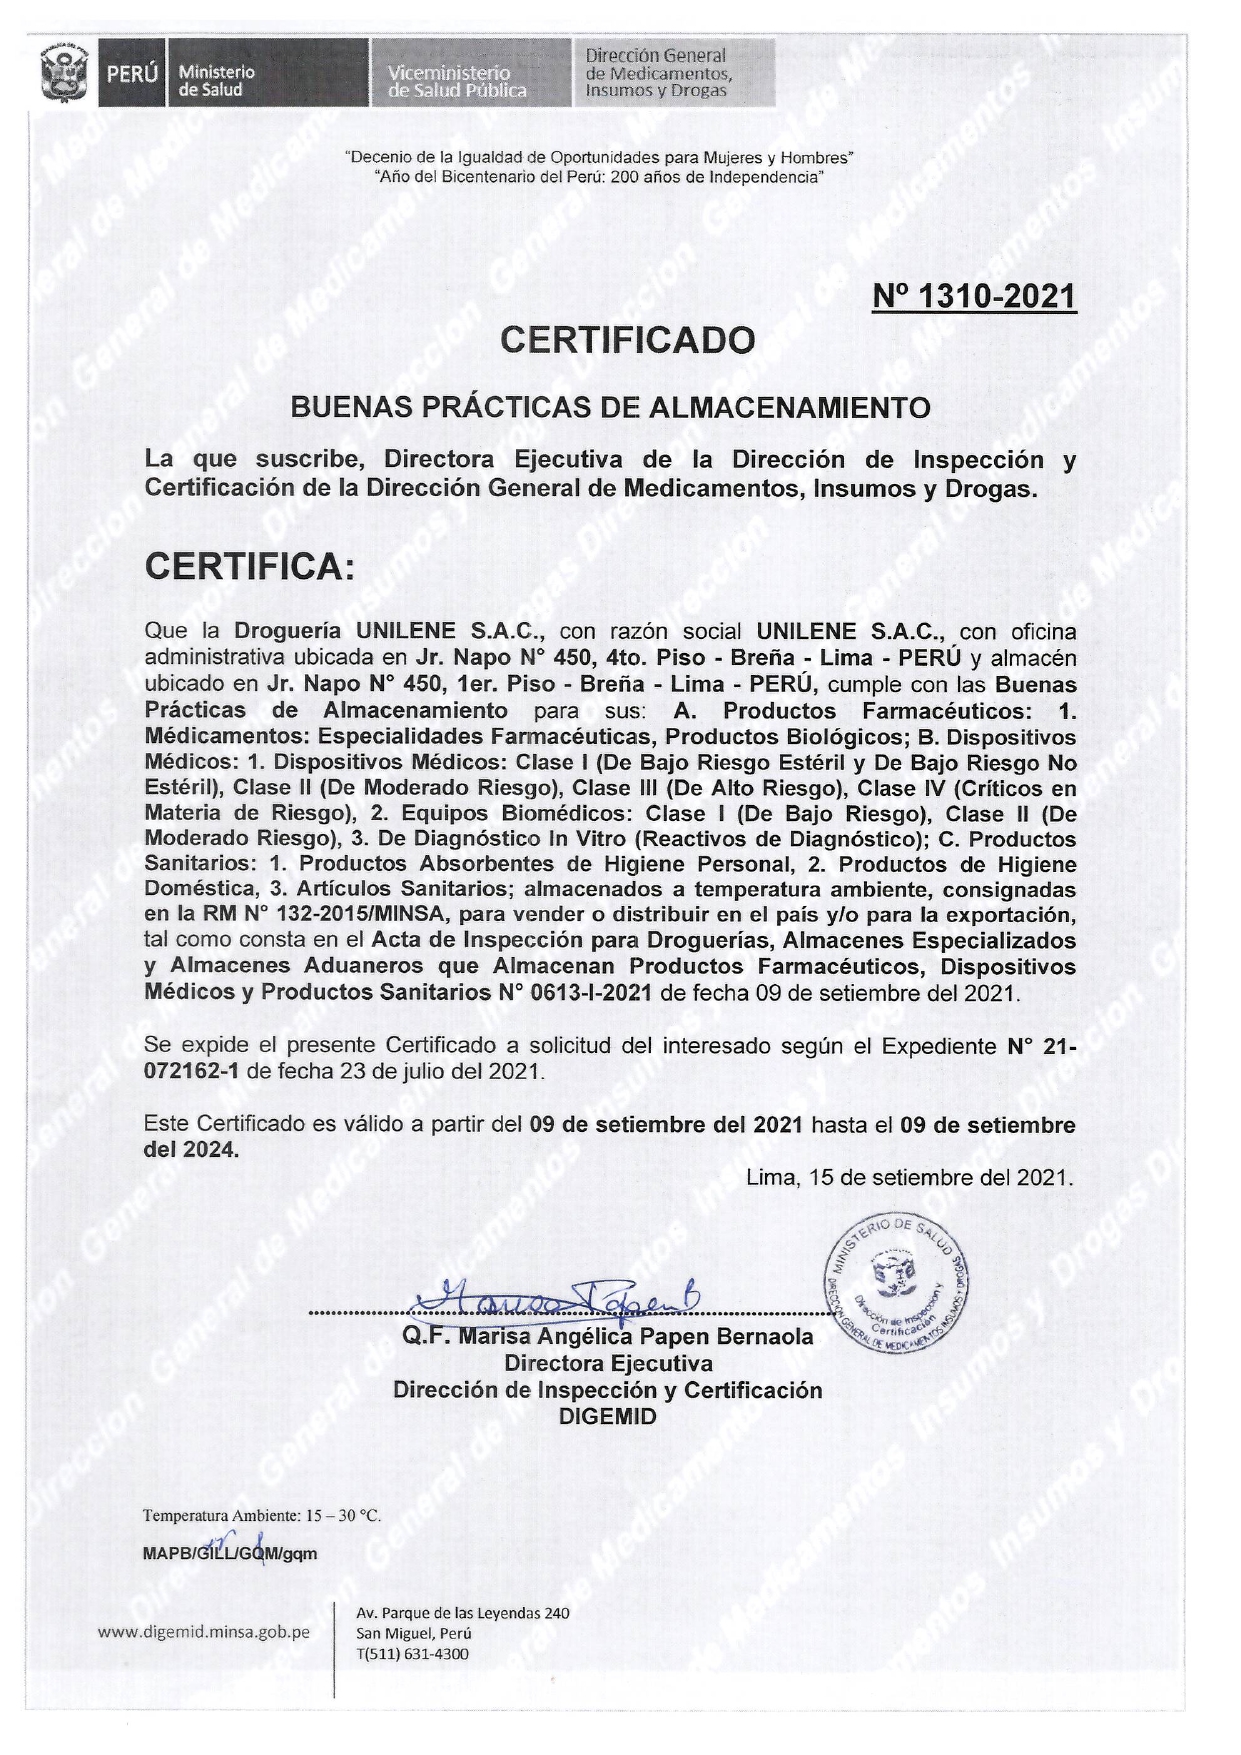 PERÚ
Ministerio
de Salud
Viceministerio
de Salud Pública
Dirección General
de Medicamentos,
Insumos y Drogas
“Decenio de la Igualdad de Oportunidades para Mujeres y Hombres”
“Año del Bicentenario del Perú: 200 años de Independencia”
Nº 1310-2021
CERTIFICADO
BUENAS PRÁCTICAS DE ALMACENAMIENTO
La que suscribe, Directora Ejecutiva de la Dirección de Inspección y
Certificación de la Dirección General de Medicamentos, Insumos y Drogas.
CERTIFICA:
Que la Droguería UNILENE S.A.C., con razón social UNILENE S.A.C., con oficina
administrativa ubicada en Jr. Napo N° 450, 4to. Piso - Breña - Lima - PERÚ y almacén
ubicado en Jr. Napo N° 450, 1er. Piso - Breña - Lima - PERÚ, cumple con las Buenas
Prácticas de Almacenamiento para sus: A. Productos Farmacéuticos: 1.
Médicamentos: Especialidades Farmacéuticas, Productos Biológicos; B. Dispositivos
Médicos: 1. Dispositivos Médicos: Clase I (De Bajo Riesgo Estéril y De Bajo Riesgo No
Estéril), Clase II (De Moderado Riesgo), Clase III (De Alto Riesgo), Clase IV (Críticos en
Materia de Riesgo), 2. Equipos Biomédicos: Clase I (De Bajo Riesgo), Clase II (De
Moderado Riesgo), 3. De Diagnóstico In Vitro (Reactivos de Diagnóstico); C. Productos
Sanitarios: 1. Productos Absorbentes de Higiene Personal, 2. Productos de Higiene
Doméstica, 3. Artículos Sanitarios; almacenados a temperatura ambiente, consignadas
en la RM N° 132-2015/MINSA, para vender o distribuir en el país y/o para la exportación,
tal como consta en el Acta de Inspección para Droguerías, Almacenes Especializados
y Almacenes Aduaneros que Almacenan Productos Farmacéuticos, Dispositivos
Médicos y Productos Sanitarios N° 0613-I-2021 de fecha 09 de setiembre del 2021.
Se expide el presente Certificado a solicitud del interesado según el Expediente N° 21-
072162-1 de fecha 23 de julio del 2021.
Este Certificado es válido a partir del 09 de setiembre del 2021 hasta el 09 de setiembre
del 2024.
Lima, 15 de setiembre del 2021.
MINISTERIO DE SALUD
Dirección de Inspección y
Certificación
DIRECCIÓN GENERAL DE MEDICAMENTOS INSUMOS Y DROGAS
Marisa Papen B
Q.F. Marisa Angélica Papen Bernaola
Directora Ejecutiva
Dirección de Inspección y Certificación
DIGEMID
Temperatura Ambiente: 15 – 30 °C.
MAPB/GILL/GQM/gqm
www.digemid.minsa.gob.pe
Av. Parque de las Leyendas 240
San Miguel, Perú
T(511) 631-4300